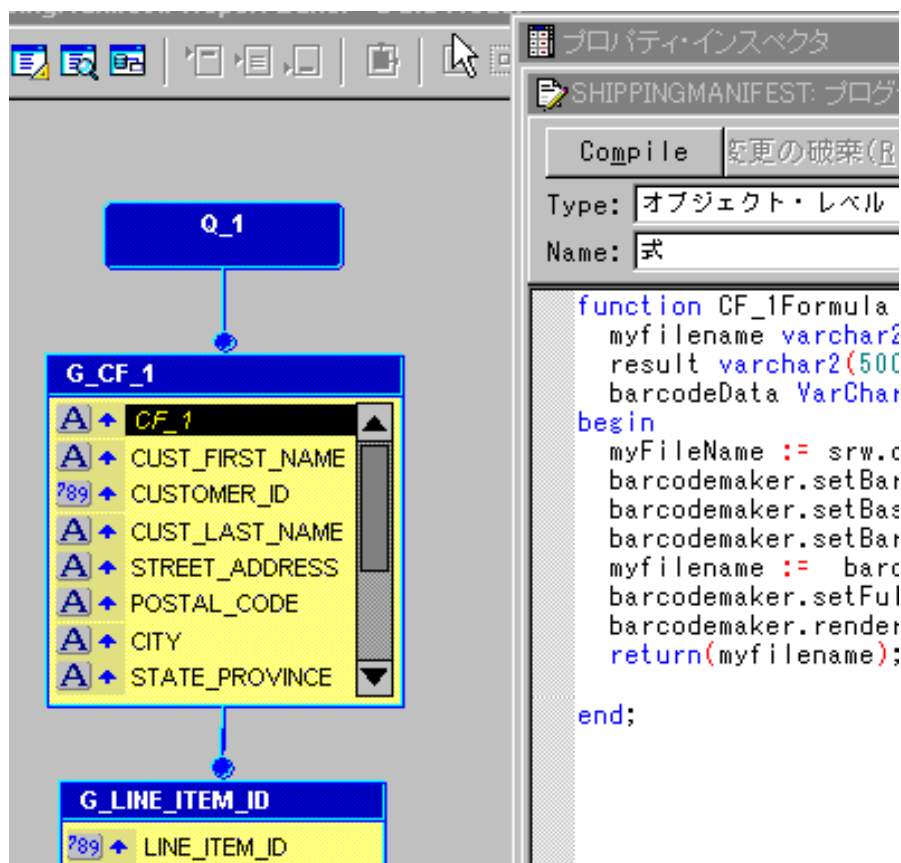 プロパティ・インスペクタ
SHIPPINGMANIFEST: プログ
Compile
変更の破棄(R
Type: オブジェクト・レベル
Name: 式
Q_1
G_CF_1
CF_1
CUST_FIRST_NAME
789 CUSTOMER_ID
CUST_LAST_NAME
STREET_ADDRESS
POSTAL_CODE
CITY
STATE_PROVINCE
G_LINE_ITEM_ID
789 LINE_ITEM_ID
function CF_1Formula
myfilename varchar2
result varchar2(500
barcodeData VarChar
begin
myFileName := srw.
barcodemaker.setBar
barcodemaker.setBas
barcodemaker.setBar
myfilename := barc
barcodemaker.setFul
barcodemaker.render
return(myfilename);
end;